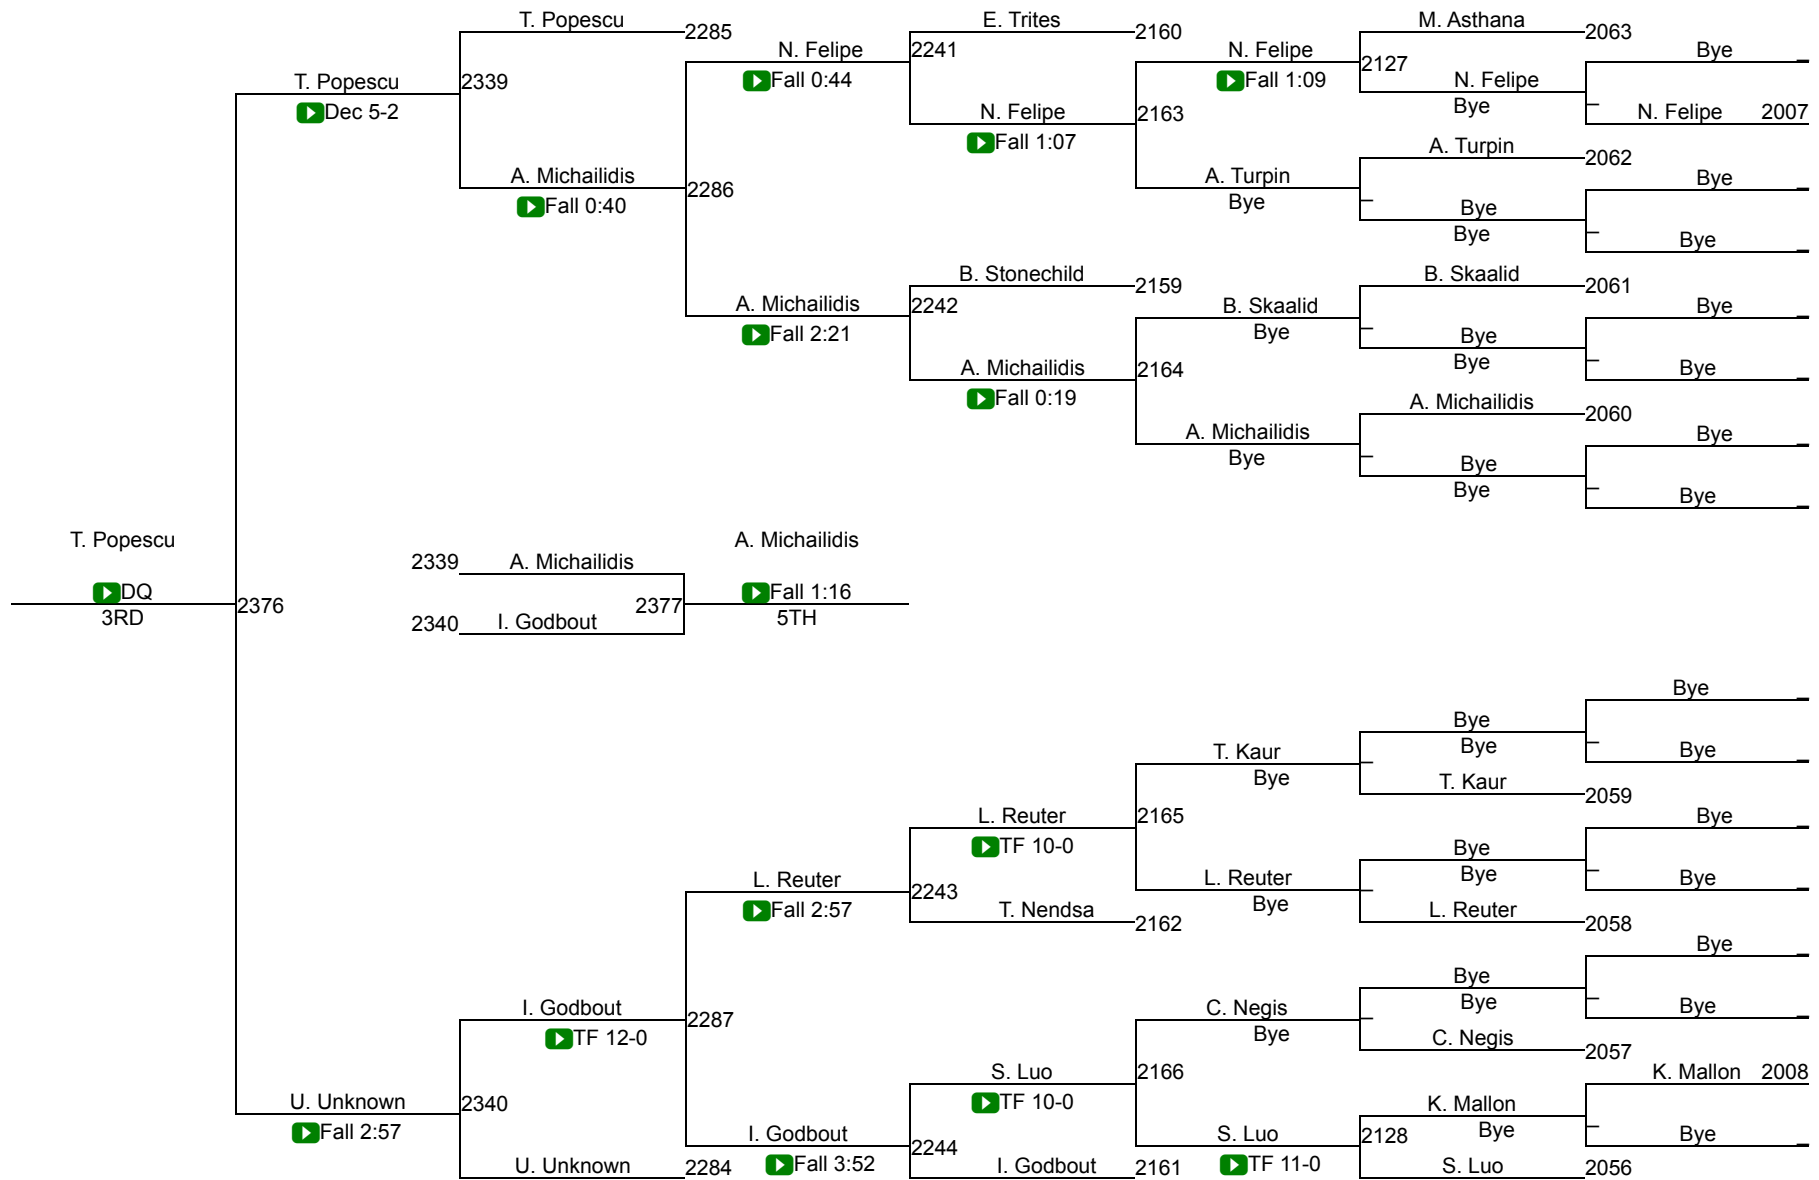 T. Popescu
2285
E. Trites
2160
M. Asthana
2063
N. Felipe
2241
N. Felipe
2127
Bye
T. Popescu
2339
Fall 0:44
Fall 1:09
N. Felipe
Bye
Dec 5-2
N. Felipe
2163
N. Felipe 2007
Fall 1:07
A. Turpin
2062
A. Michailidis
2286
A. Turpin
Bye
Fall 0:40
Bye
Bye
Bye
Bye
B. Stonechild
2159
B. Skaalid
2061
A. Michailidis
2242
B. Skaalid
Bye
Fall 2:21
Bye
Bye
Bye
A. Michailidis
2164
Bye
Fall 0:19
A. Michailidis
2060
A. Michailidis
Bye
Bye
Bye
Bye
Bye
T. Popescu
A. Michailidis
2339
A. Michailidis
DQ
2376
2377
Fall 1:16
3RD
2340
I. Godbout
5TH
Bye
Bye
T. Kaur
Bye
Bye
Bye
T. Kaur
2059
L. Reuter
2165
Bye
TF 10-0
Bye
L. Reuter
2243
L. Reuter
Bye
Bye
Fall 2:57
T. Nendsa
2162
Bye
L. Reuter
2058
Bye
Bye
I. Godbout
2287
C. Negis
Bye
Bye
TF 12-0
Bye
C. Negis
2057
S. Luo
2166
K. Mallon 2008
U. Unknown
2340
TF 10-0
K. Mallon
Fall 2:57
I. Godbout
2244
S. Luo
2128
Bye
Bye
U. Unknown
2284
Fall 3:52
I. Godbout
2161
TF 11-0
S. Luo
2056